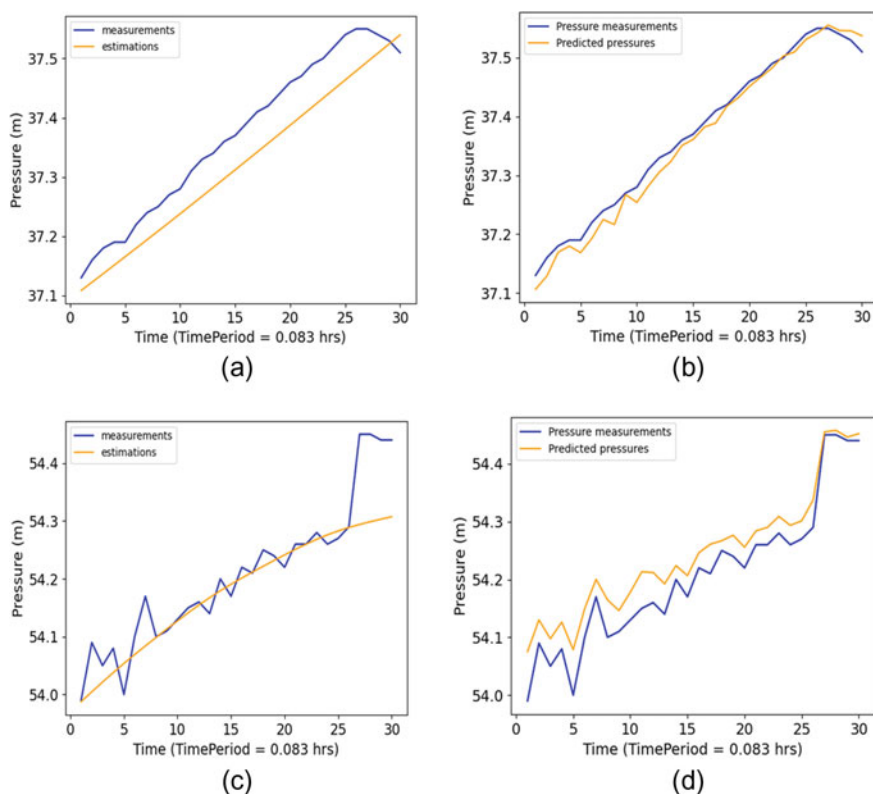 measurements
estimations
Pressure (m)
37.5
37.4
37.3
37.2
37.1
0 5 10 15 20 25 30
Time (TimePeriod = 0.083 hrs)
(a)
Pressure measurements
Predicted pressures
Pressure (m)
37.5
37.4
37.3
37.2
37.1
0 5 10 15 20 25 30
Time (TimePeriod = 0.083 hrs)
(b)
measurements
estimations
Pressure (m)
54.4
54.3
54.2
54.1
54.0
0 5 10 15 20 25 30
Time (TimePeriod = 0.083 hrs)
(c)
Pressure measurements
Predicted pressures
Pressure (m)
54.4
54.3
54.2
54.1
54.0
0 5 10 15 20 25 30
Time (TimePeriod = 0.083 hrs)
(d)